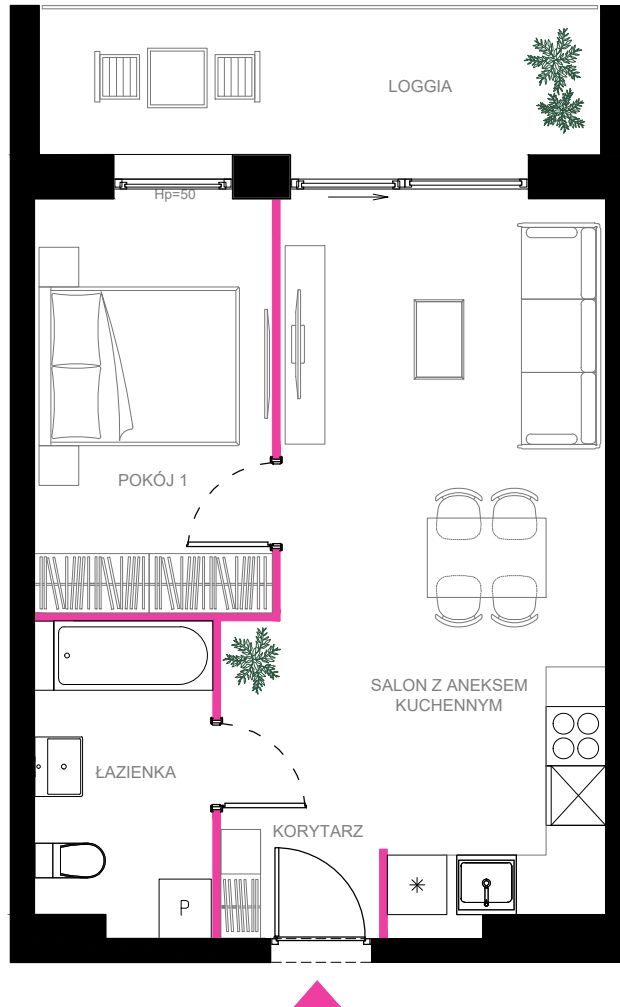 LOGGIA
Hp=50
POKÓJ 1
SALON Z ANEKSEM
KUCHENNYM
ŁAZIENKA
KORYTARZ
P